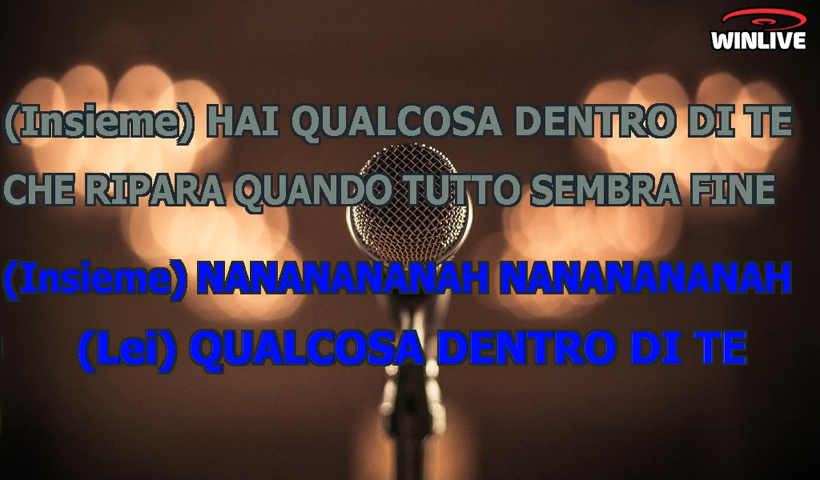 WINLIVE
(Insieme) HAI QUALCOSA DENTRO DI TE
CHE RIPARA QUANDO TUTTO SEMBRA FINE
(Insieme) NANANANANAH NANANANANAH
(Lei) QUALCOSA DENTRO DI TE